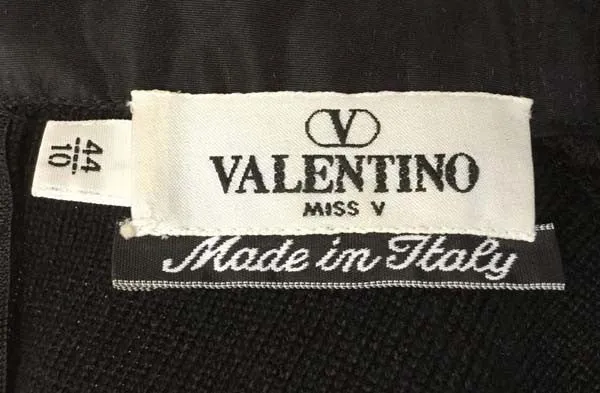 44
10
V
VALENTINO
MISS V
Made in Italy